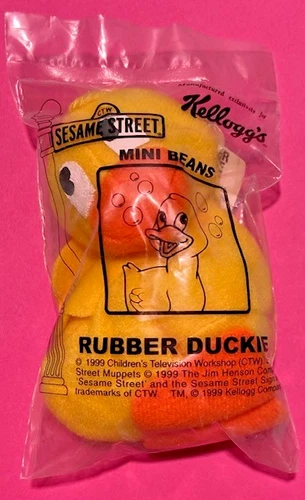 Manufactured exclusively for
Kellogg's
CTW
SESAME STREET
MINI BEANS
RUBBER DUCKIE
© 1999 Children's Television Workshop (CTW).
Street Muppets © 1999 The Jim Henson Com
'Sesame Street' and the Sesame Street Sign
trademarks of CTW. TM, © 1999 Kellogg Compa